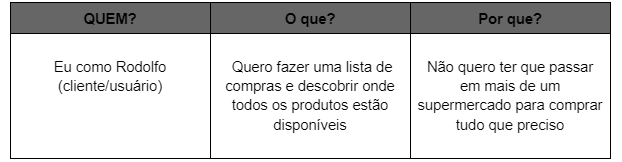 QUEM?
O que?
Por que?
Eu como Rodolfo
(cliente/usuário)
Quero fazer uma lista de
compras e descobrir onde
todos os produtos estão
disponíveis
Não quero ter que passar
em mais de um
supermercado para comprar
tudo que preciso